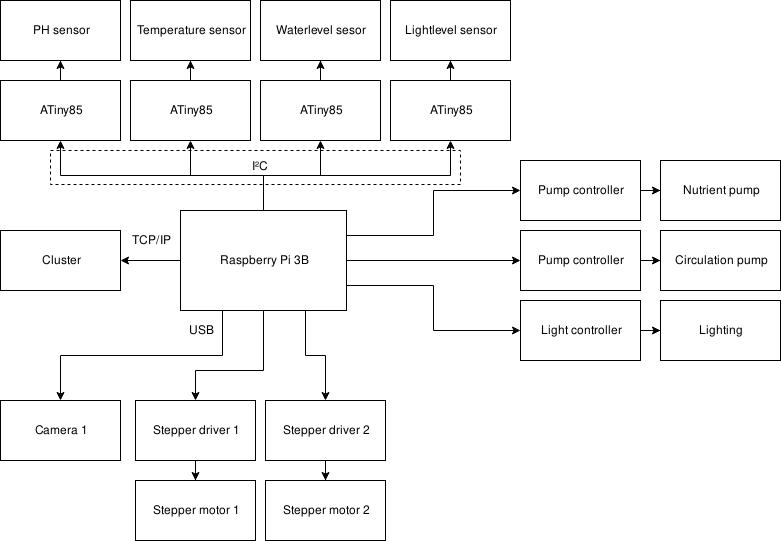 PH sensor
Temperature sensor
Waterlevel sesor
Lightlevel sensor
ATiny85
ATiny85
ATiny85
ATiny85
I²C
Pump controller
Nutrient pump
TCP/IP
Cluster
Raspberry Pi 3B
Pump controller
Circulation pump
USB
Light controller
Lighting
Camera 1
Stepper driver 1
Stepper driver 2
Stepper motor 1
Stepper motor 2